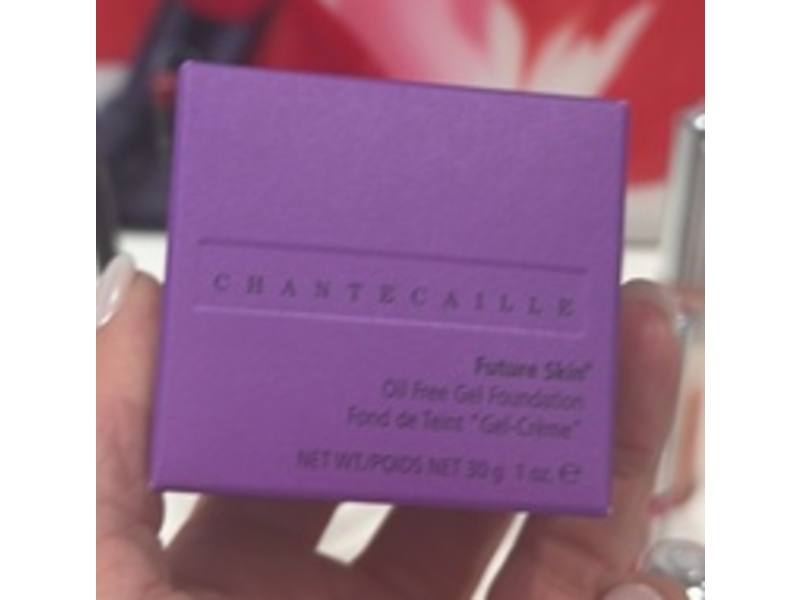 CHANTECAILLE
Future Skin®
Oil Free Gel Foundation
Fond de Teint "Gel-Crème"
NET WT/POIDS NET 30 g 1 oz. ℮